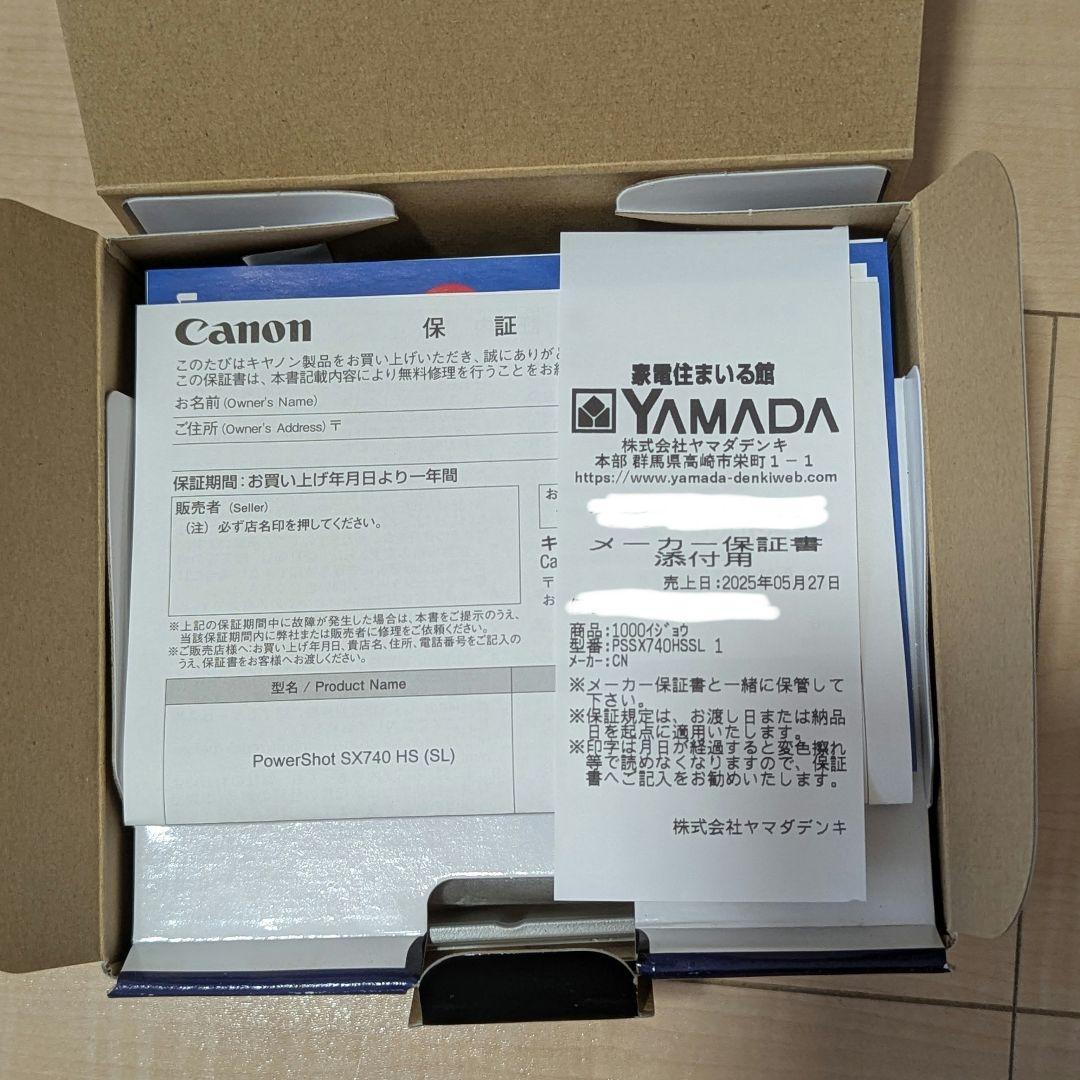 Canon
保 証
このたびはキヤノン製品をお買い上げいただき、誠にありが
この保証書は、本書記載内容により無料修理を行うことをお
お名前 (Owner's Name)
ご住所 (Owner's Address) 〒
保証期間：お買い上げ年月日より一年間
販売者 (Seller)
（注）必ず店名印を押してください。
お
キ
Ca
〒
お
※上記の保証期間中に故障が発生した場合は、本書をご提示のうえ、
当該保証期間内に弊社または販売者に修理をご依頼ください。
※ご販売店様へ：お買い上げ年月日、貴店名、住所、電話番号をご記入の
うえ、保証書をお客様へお渡しください。
型名 / Product Name
PowerShot SX740 HS (SL)
家電住まいる館
YAMADA
株式会社ヤマダデンキ
本部 群馬県高崎市栄町１－１
https://www.yamada-denkiweb.com
メーカー保証書
添付用
売上日：2025年05月27日
商品：1000ｲｼﾞｮｳ
型番：PSSX740HSSL 1
ﾒｰｶｰ：CN
※メーカー保証書と一緒に保管して
下さい。
※保証規定は、お渡し日または納品
日を起点に適用いたします。
※印字は月日が経過すると変色擦れ
等で読めなくなりますので、保証
書へご記入をお勧めいたします。
株式会社ヤマダデンキ